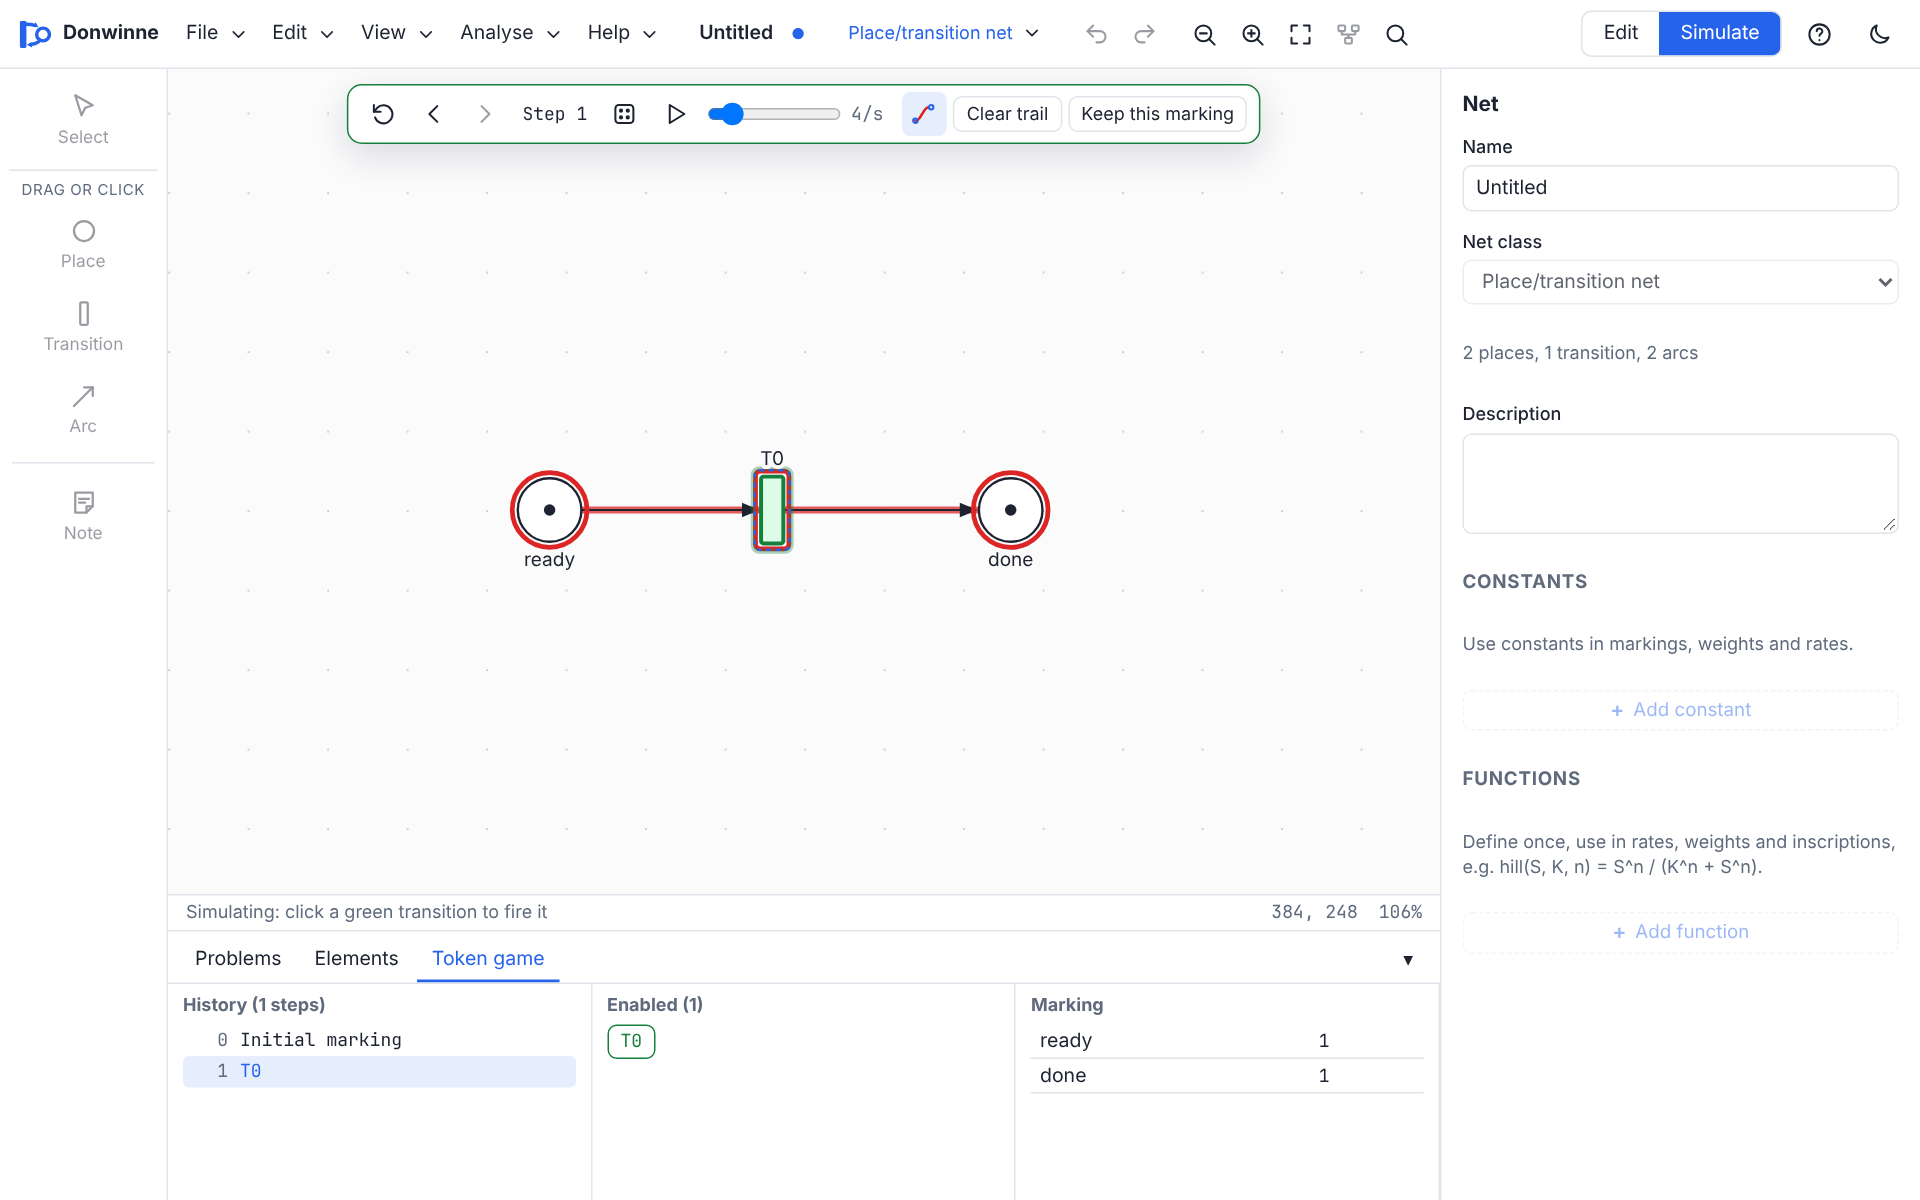 Donwinne File Edit View Analyse Help Untitled Place/transition net Edit Simulate
Select
DRAG OR CLICK
Place
Transition
Arc
Note
Step 1 4/s Clear trail Keep this marking
T0
ready
done
Simulating: click a green transition to fire it 384, 248 106%
Problems Elements Token game
History (1 steps)
0 Initial marking
1 T0
Enabled (1)
T0
Marking
ready 1
done 1
Net
Name
Untitled
Net class
Place/transition net
2 places, 1 transition, 2 arcs
Description
CONSTANTS
Use constants in markings, weights and rates.
+ Add constant
FUNCTIONS
Define once, use in rates, weights and inscriptions,
e.g. hill(S, K, n) = S^n / (K^n + S^n).
+ Add function